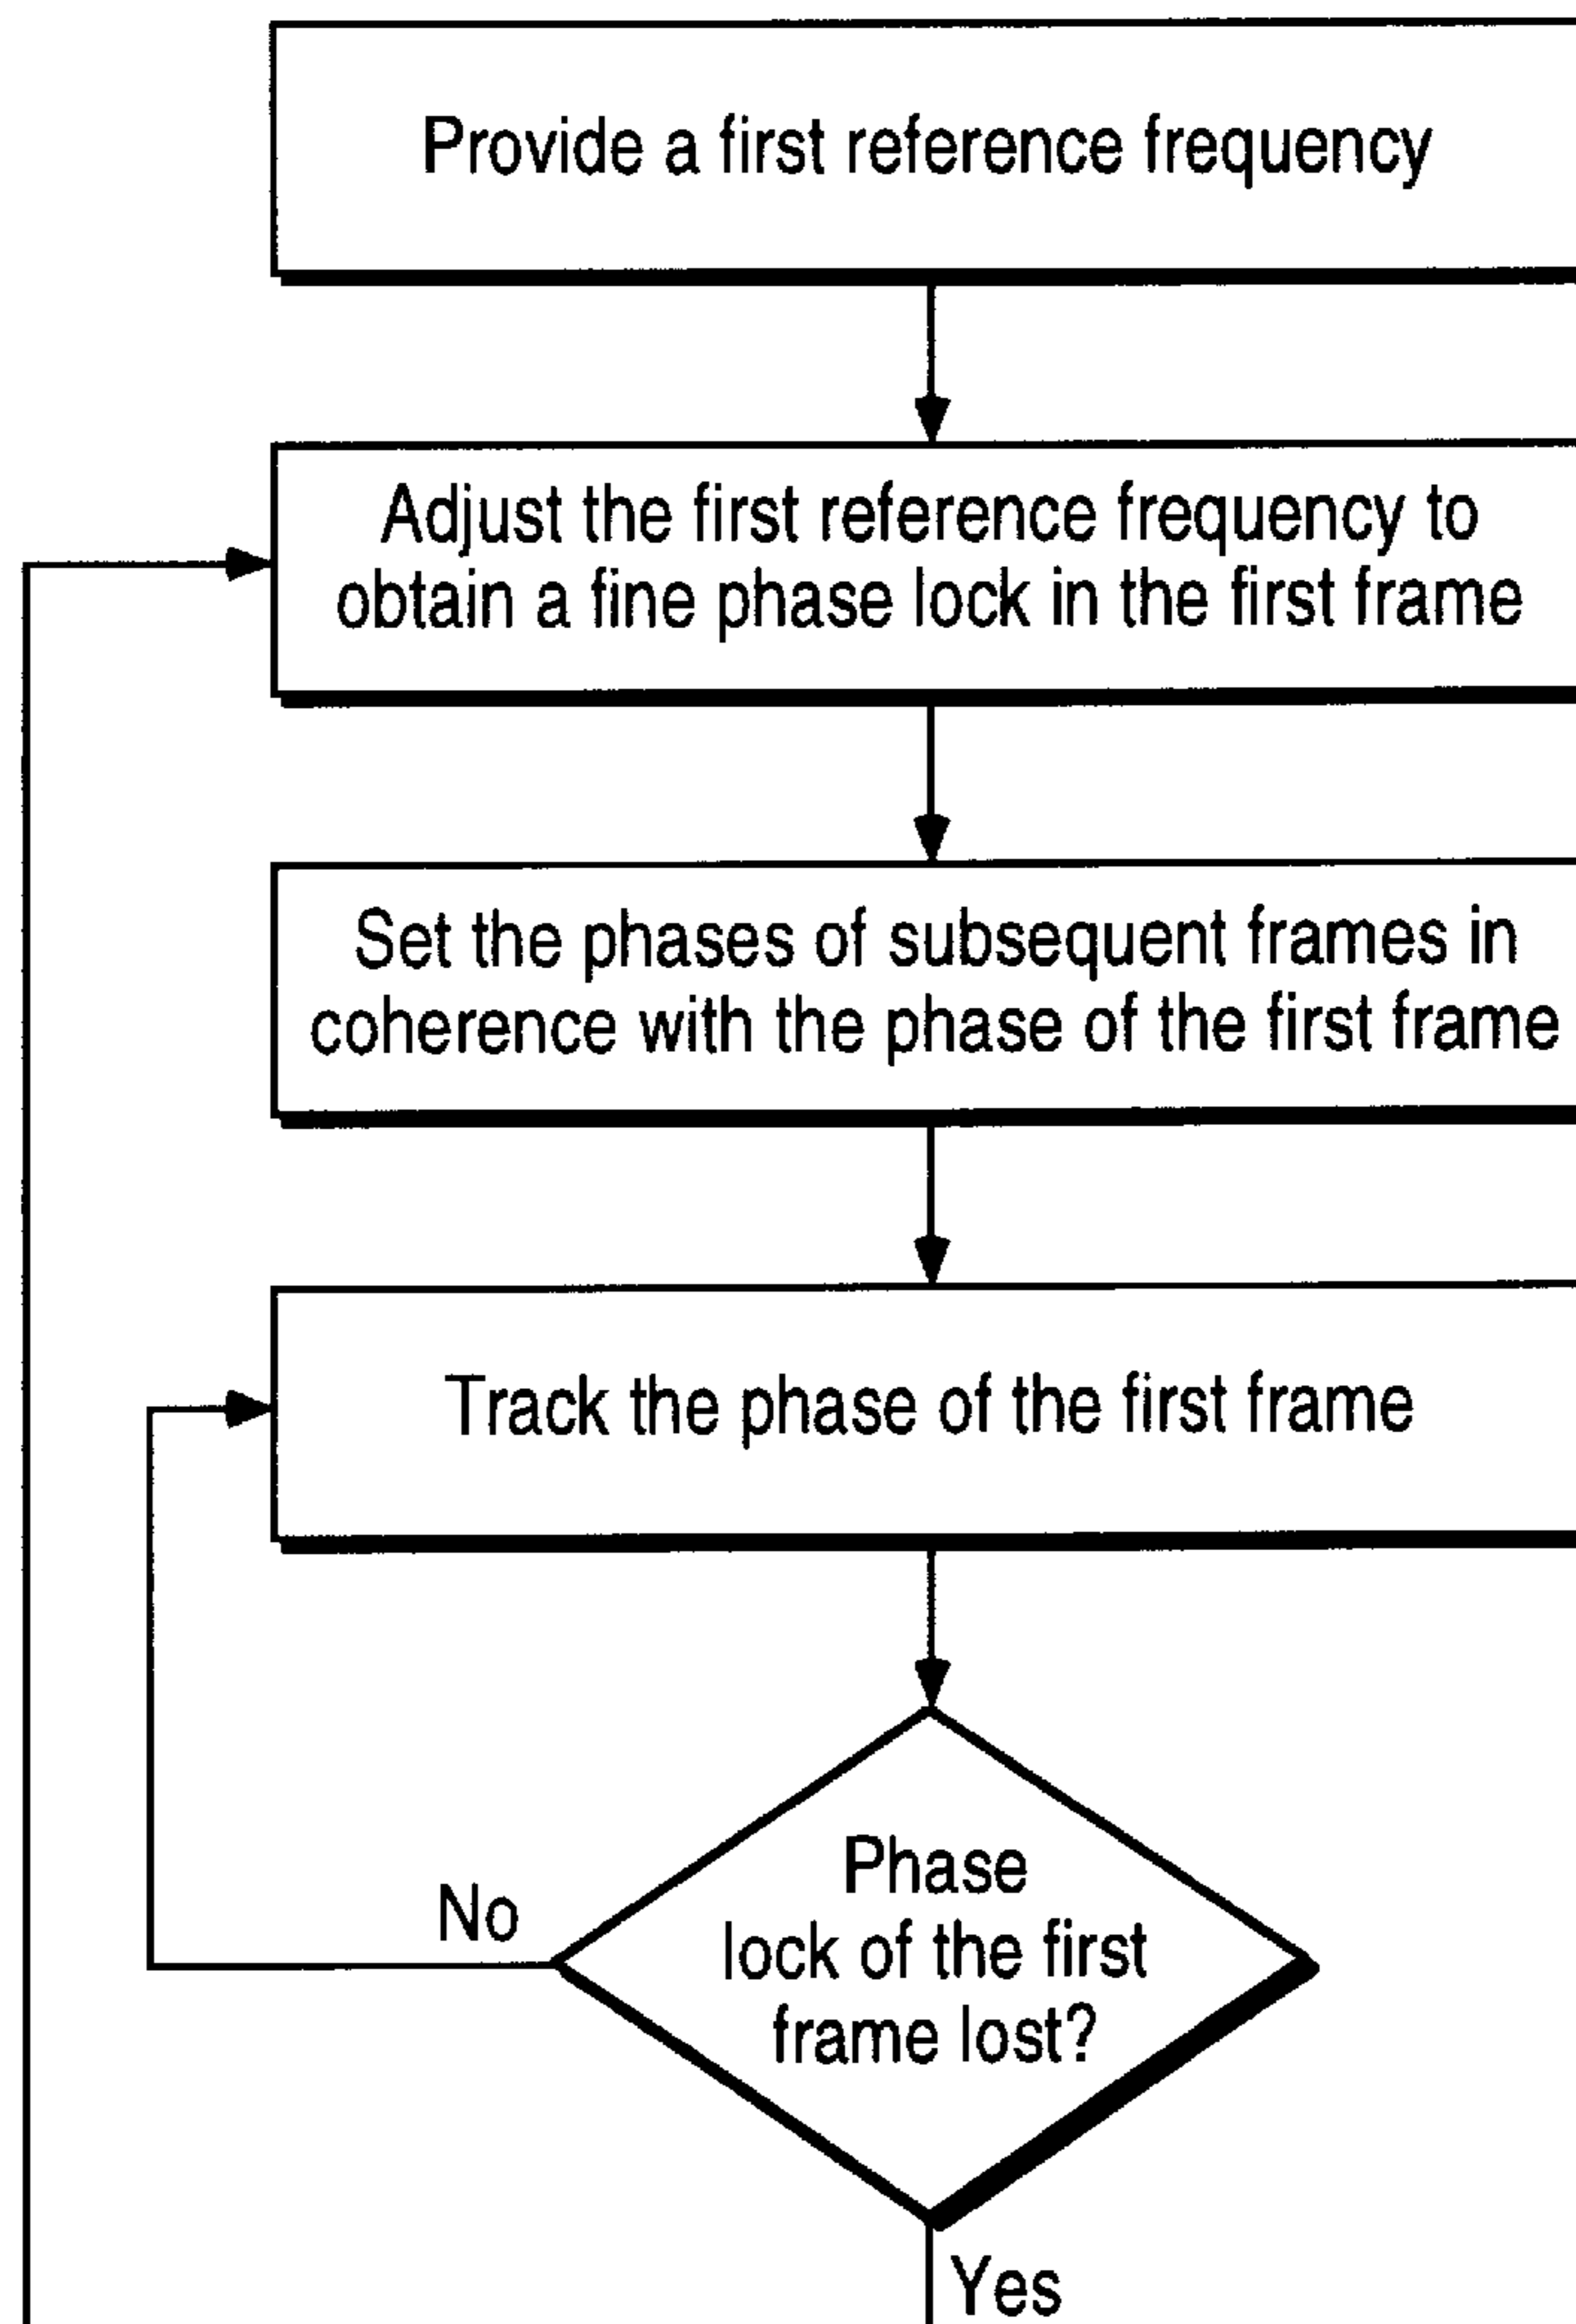 Provide a first reference frequency
Adjust the first reference frequency to
obtain a fine phase lock in the first frame
Set the phases of subsequent frames in
coherence with the phase of the first frame
Track the phase of the first frame
Phase
lock of the first
frame lost?
No
Yes